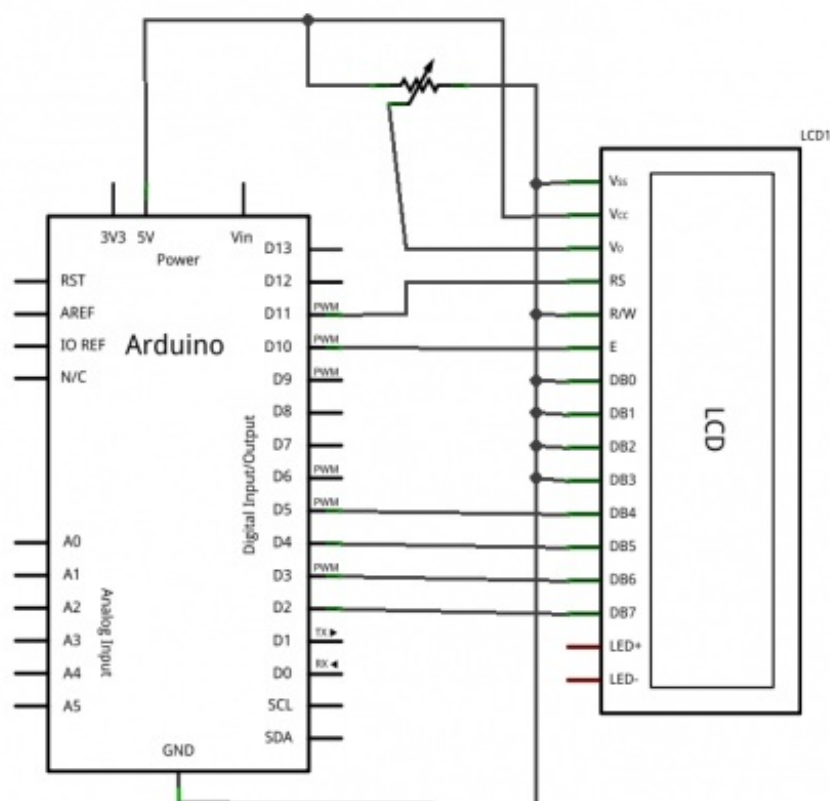 LCD1
3V3 5V Vin
Power
RST
AREF
IO REF
N/C
Arduino
A0
A1
A2
A3
A4
A5
Analog Input
Digital Input/Output
D13
D12
D11 PWM
D10 PWM
D9 PWM
D8
D7
D6 PWM
D5 PWM
D4
D3 PWM
D2
D1 TX ▶
D0 RX ◀
SCL
SDA
GND
Vss
Vcc
V0
RS
R/W
E
DB0
DB1
DB2
DB3
DB4
DB5
DB6
DB7
LED+
LED-
LCD